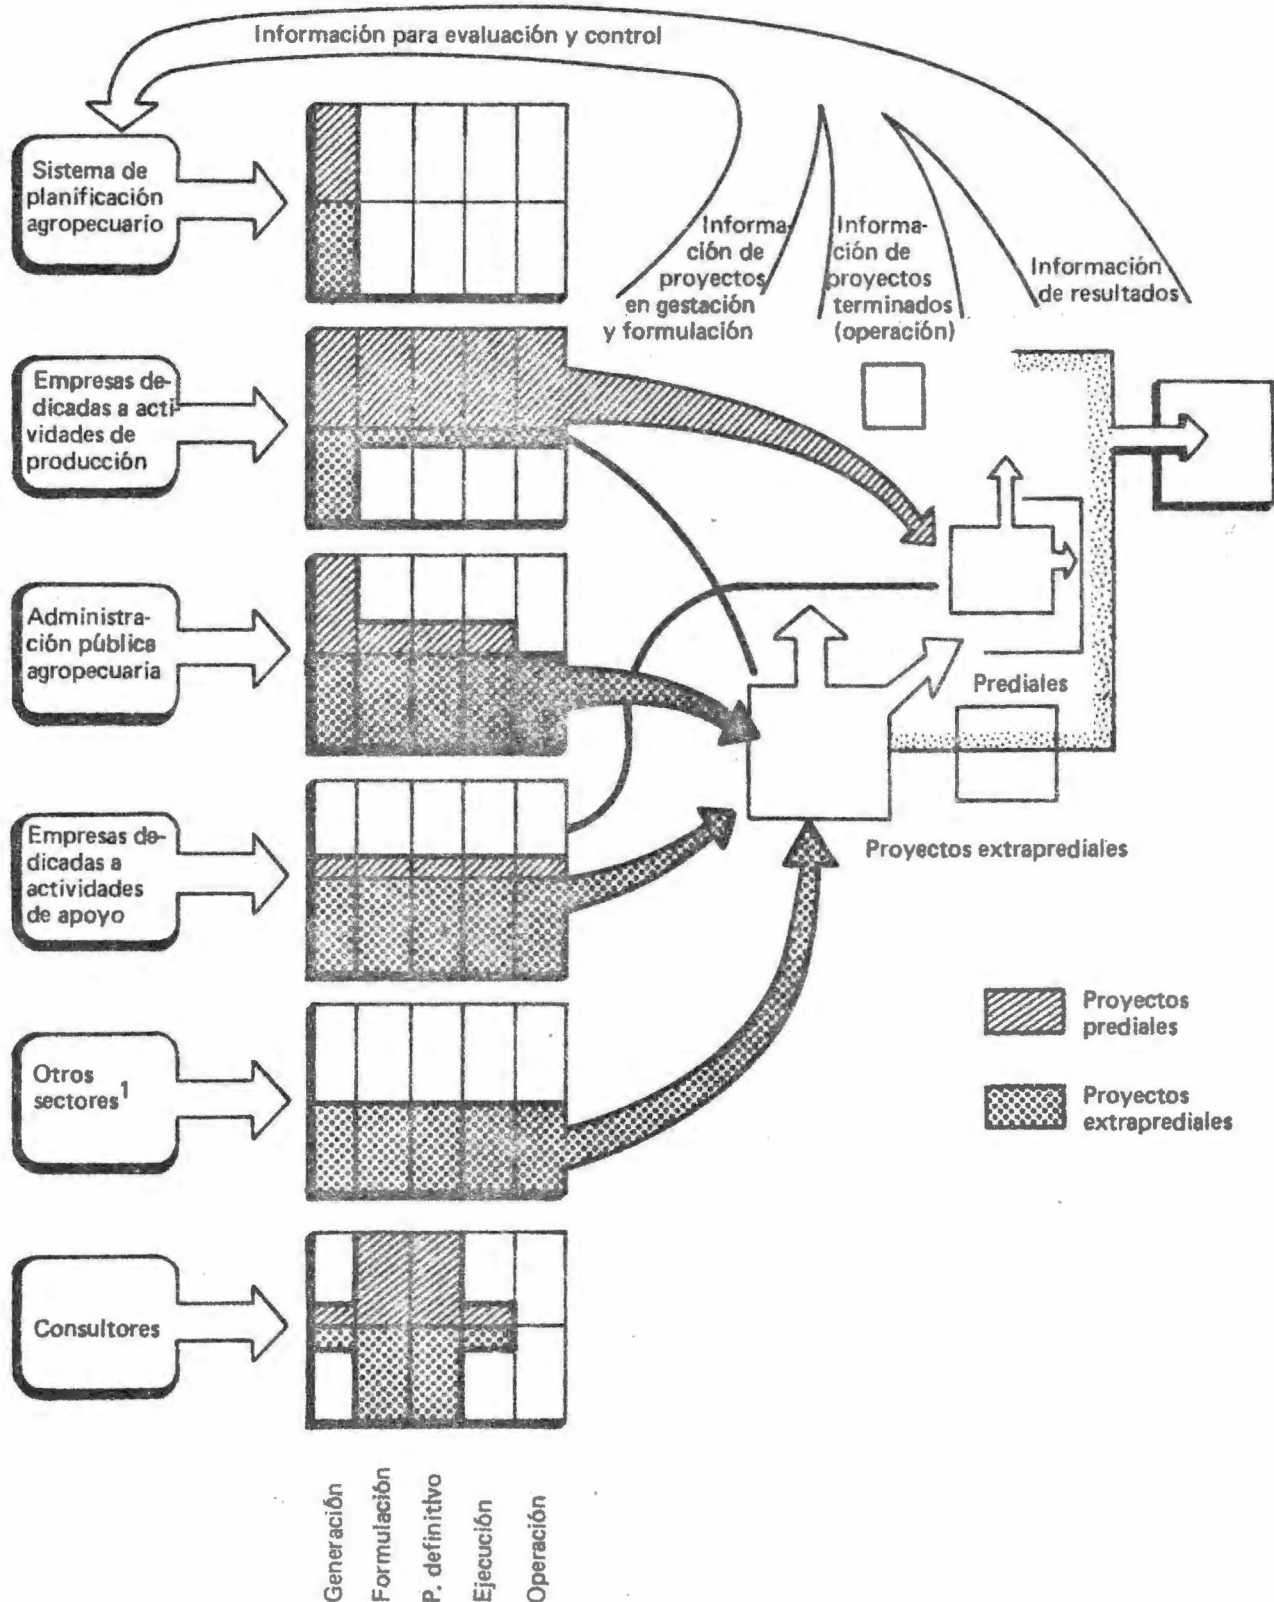 Información para evaluación y control
Sistema de
planificación
agropecuario
Informa-
ción de
proyectos
en gestación
y formulación
Informa-
ción de
proyectos
terminados
(operación)
Información
de resultados
Empresas de-
dicadas a acti-
vidades de
producción
Administra-
ción pública
agropecuaria
Prediales
Empresas de-
dicadas a
actividades
de apoyo
Proyectos extraprediales
Proyectos
prediales
Otros
sectores1
Proyectos
extraprediales
Consultores
Generación
Formulación
P. definitivo
Ejecución
Operación